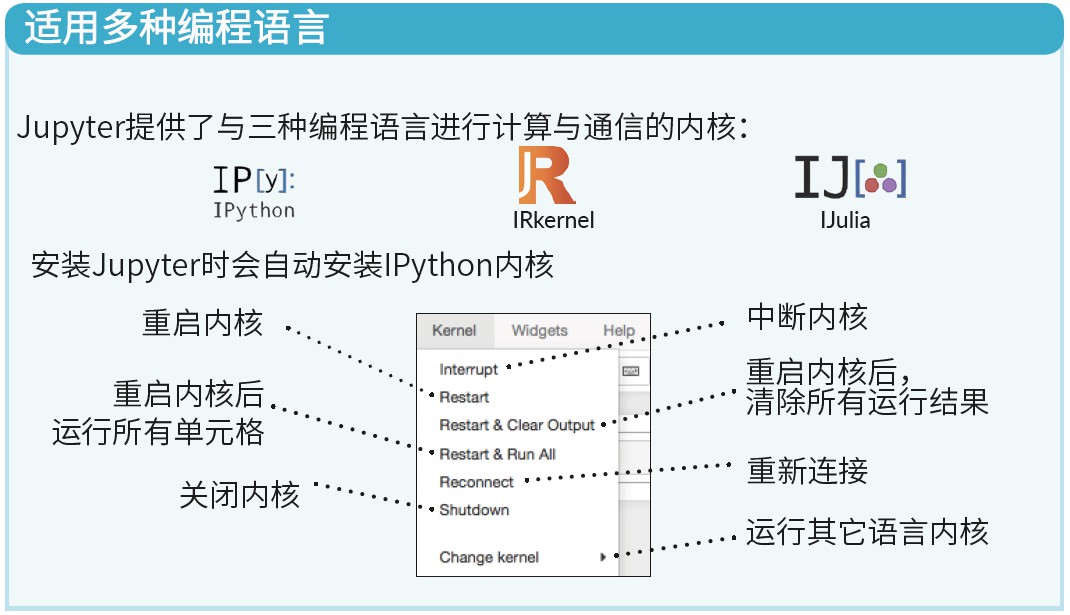 适用多种编程语言
Jupyter提供了与三种编程语言进行计算与通信的内核：
IP[y]:
IPython
IR
IRkernel
IJ[]
IJulia
安装Jupyter时会自动安装IPython内核
重启内核
重启内核后
运行所有单元格
关闭内核
Kernel Widgets Help
Interrupt
Restart
Restart & Clear Output
Restart & Run All
Reconnect
Shutdown
Change kernel
中断内核
重启内核后，
清除所有运行结果
重新连接
运行其它语言内核